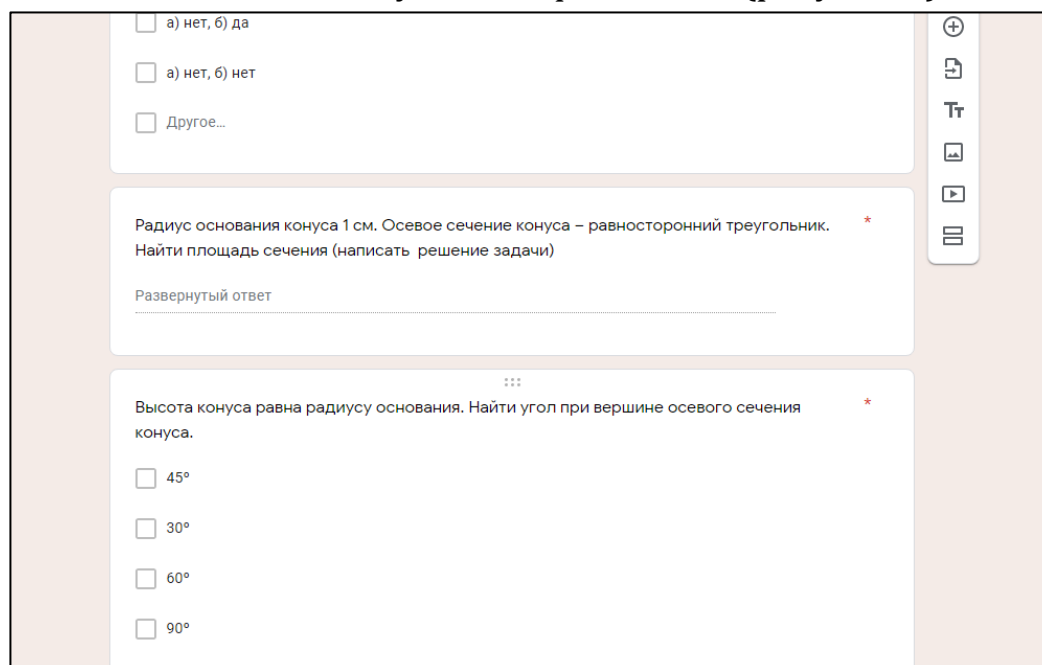 а) нет, б) да
а) нет, б) нет
Другое...
Радиус основания конуса 1 см. Осевое сечение конуса – равносторонний треугольник. *
Найти площадь сечения (написать решение задачи)
Развернутый ответ
Высота конуса равна радиусу основания. Найти угол при вершине осевого сечения *
конуса.
45°
30°
60°
90°
Тт